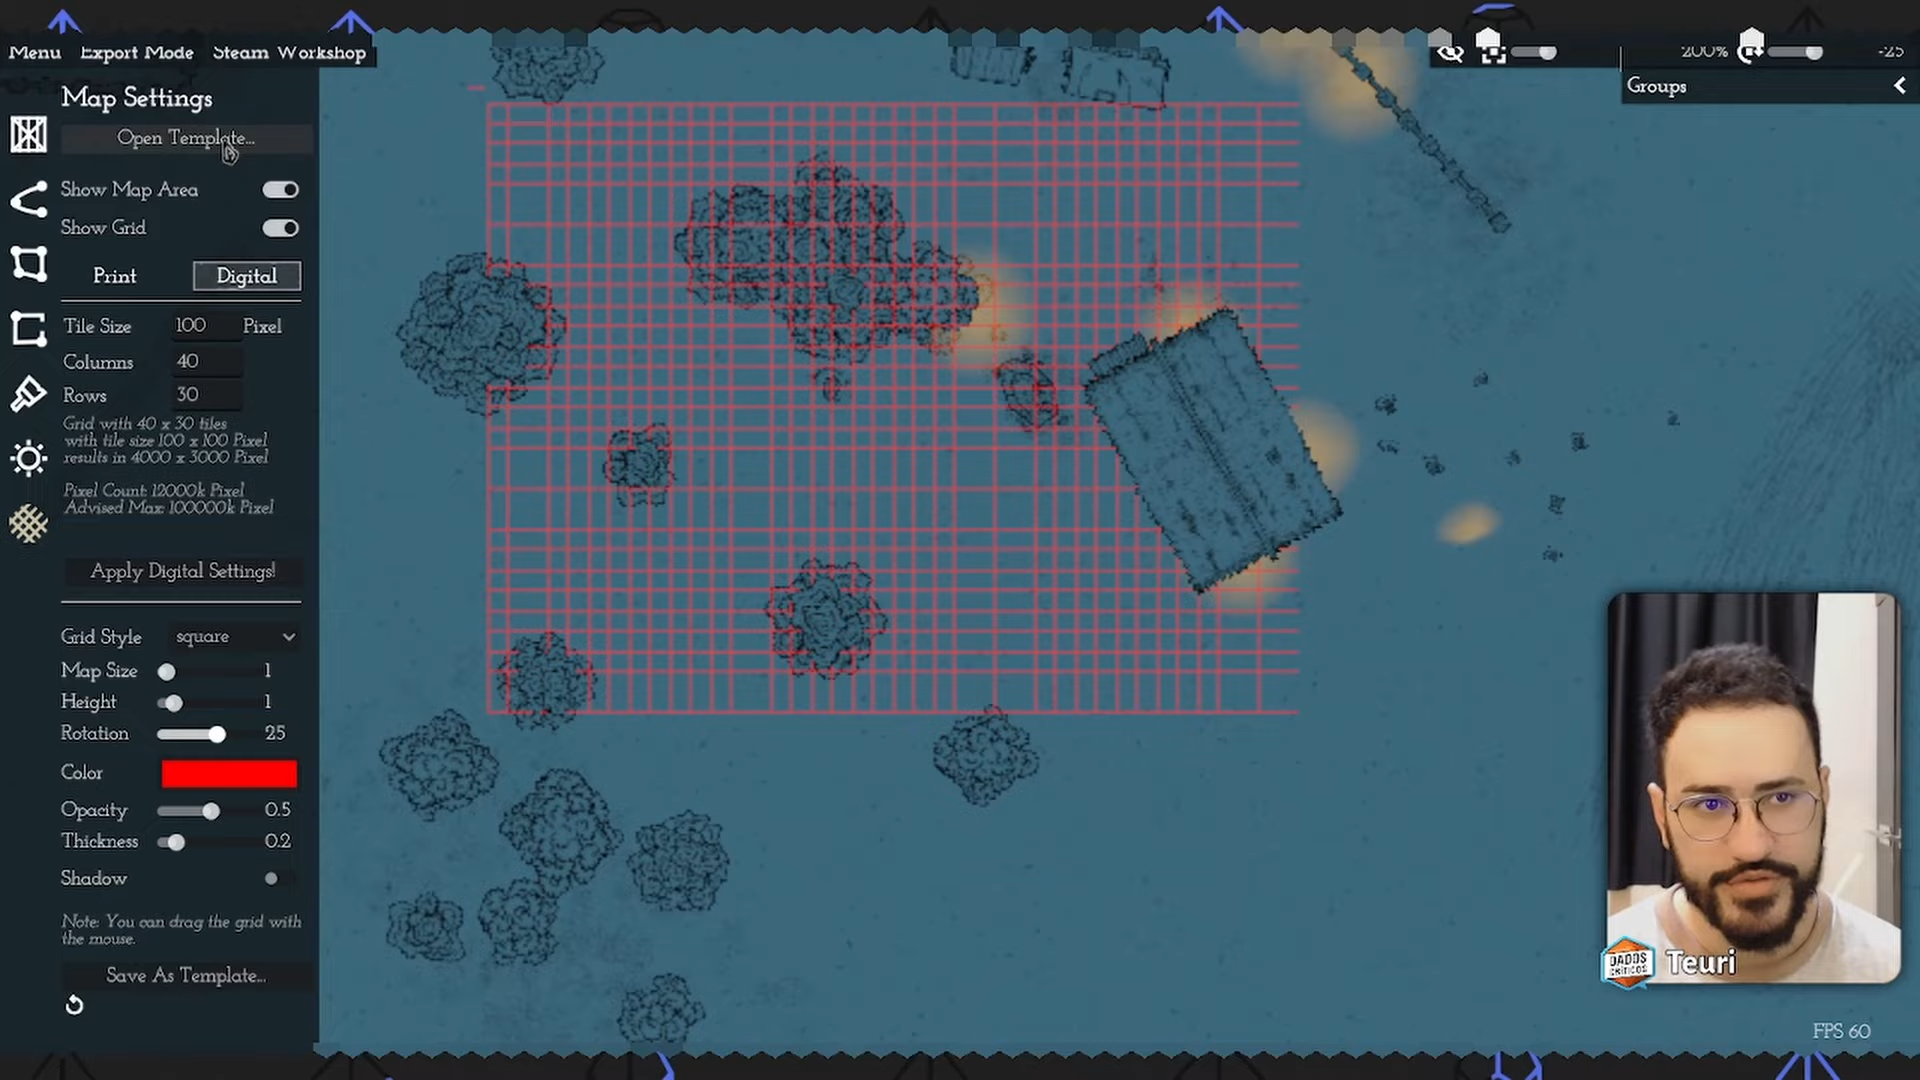 Menu Export Mode Steam Workshop
200% -25
Map Settings
Groups
Open Template...
Show Map Area
Show Grid
Print Digital
Tile Size 100 Pixel
Columns 40
Rows 30
Grid with 40 x 30 tiles
with tile size 100 x 100 Pixel
results in 4000 x 3000 Pixel
Pixel Count: 12000k Pixel
Advised Max: 100000k Pixel
Apply Digital Settings!
Grid Style square
Map Size 1
Height 1
Rotation 25
Color
Opacity 0.5
Thickness 0.2
Shadow
Note: You can drag the grid with
the mouse.
Save As Template...
DADOS
CRÍTICOS
Teuri
FPS 60